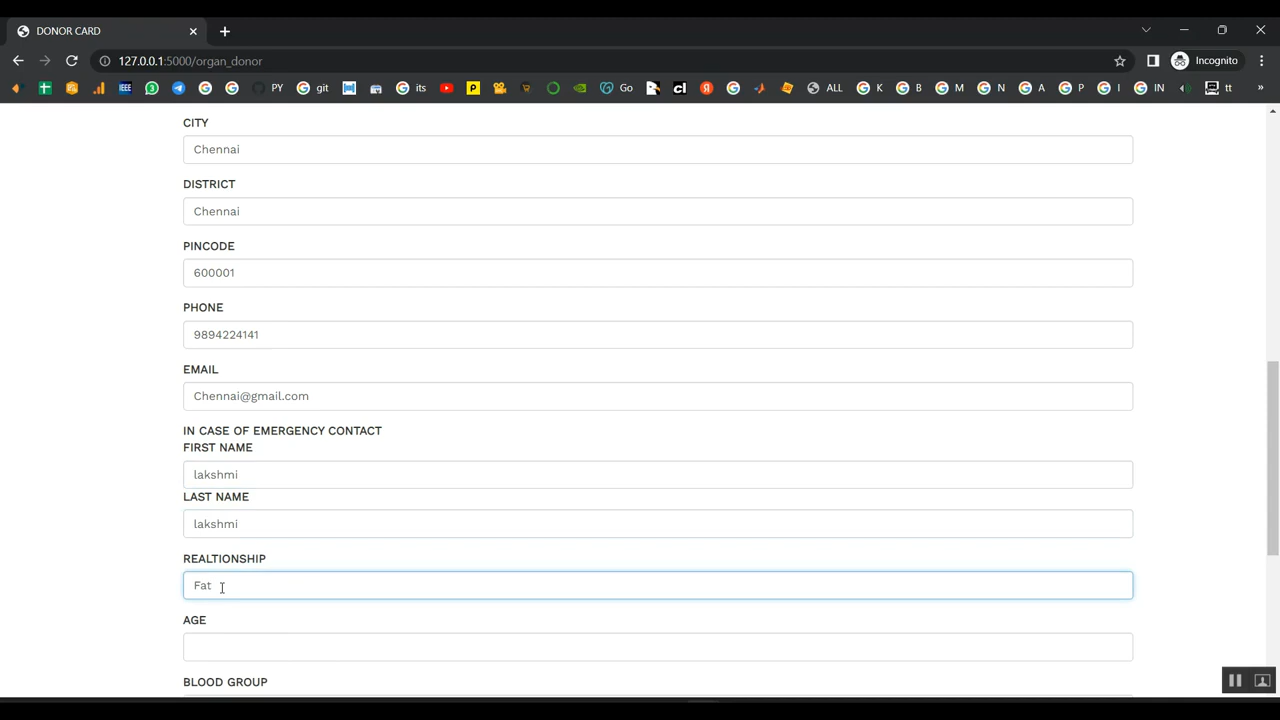 DONOR CARD
127.0.0.1:5000/organ_donor
Incognito
PY
git
its
Go
ALL
K
B
M
N
A
P
I
IN
tt
CITY
Chennai
DISTRICT
Chennai
PINCODE
600001
PHONE
9894224141
EMAIL
Chennai@gmail.com
IN CASE OF EMERGENCY CONTACT
FIRST NAME
lakshmi
LAST NAME
lakshmi
REALTIONSHIP
Fat
AGE
BLOOD GROUP